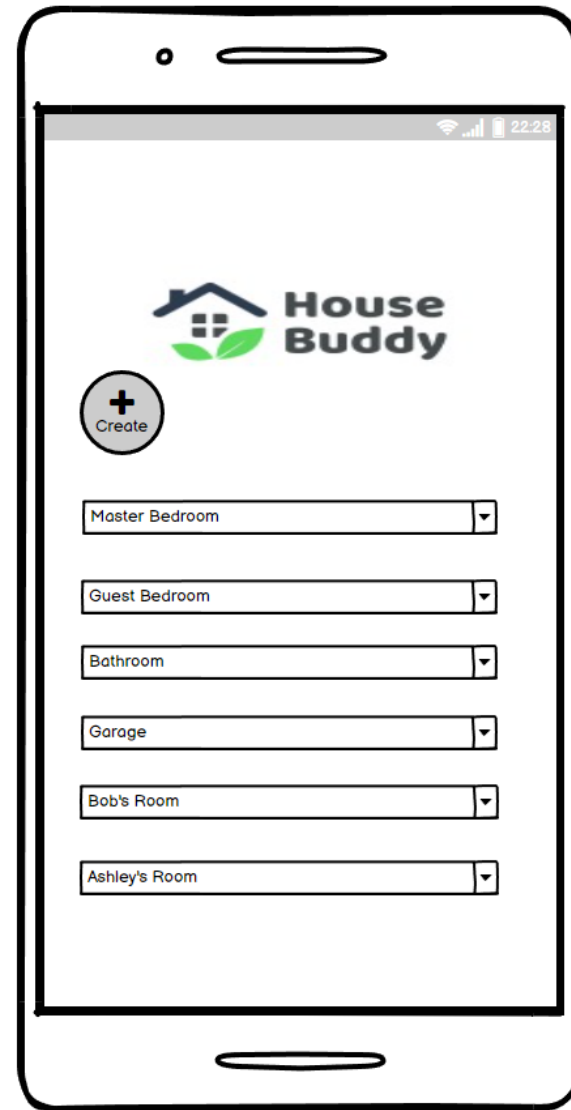 22:28
House
Buddy
Create
Master Bedroom
Guest Bedroom
Bathroom
Garage
Bob's Room
Ashley's Room